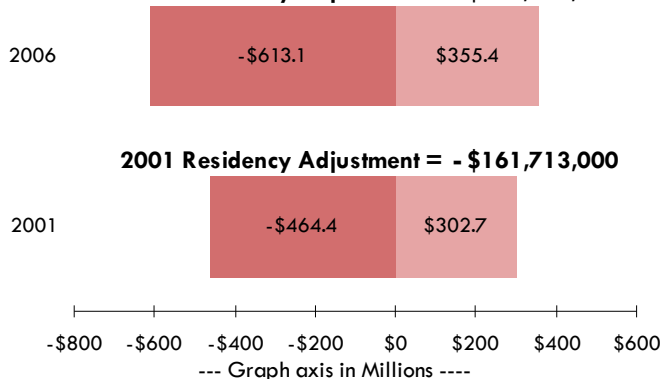 2006 -$613.1 $355.4
2001 Residency Adjustment = - $161,713,000
2001 -$464.4 $302.7
-$800 -$600 -$400 -$200 $0 $200 $400 $600
--- Graph axis in Millions ----